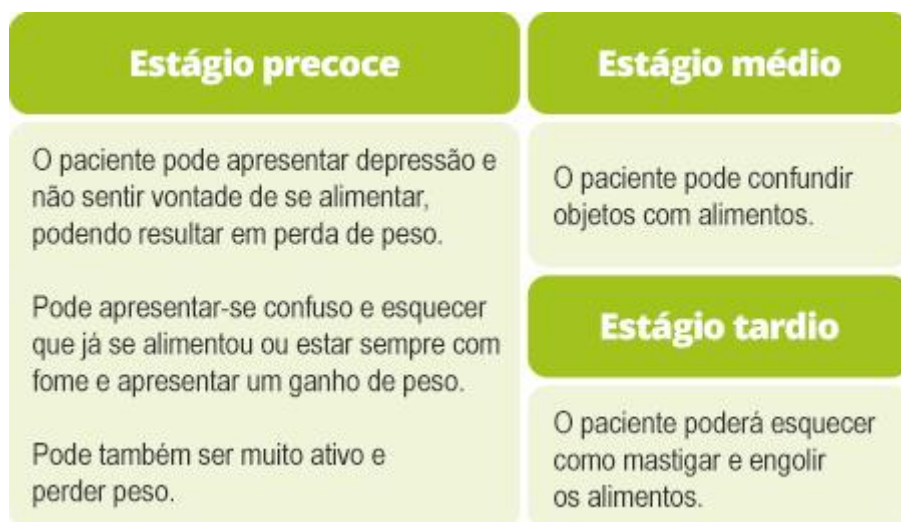 Estágio precoce
O paciente pode apresentar depressão e
não sentir vontade de se alimentar,
podendo resultar em perda de peso.
Pode apresentar-se confuso e esquecer
que já se alimentou ou estar sempre com
fome e apresentar um ganho de peso.
Pode também ser muito ativo e
perder peso.
Estágio médio
O paciente pode confundir
objetos com alimentos.
Estágio tardio
O paciente poderá esquecer
como mastigar e engolir
os alimentos.